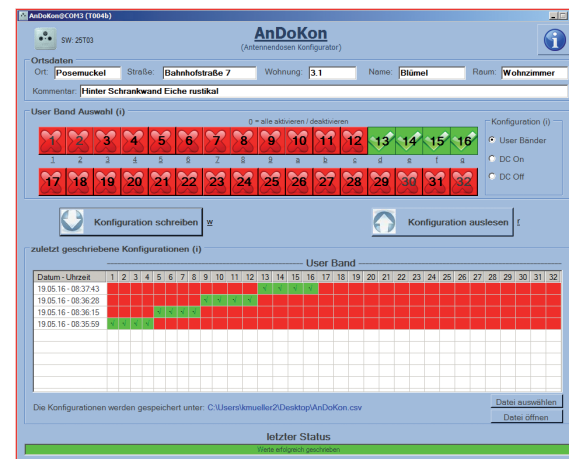 AnDoKon@COM3 (T004b)
SW: 25T03
AnDoKon
(Antennendosen Konfigurator)
Ortsdaten
Ort: Posemuckel Straße: Bahnhofstraße 7 Wohnung: 3.1 Name: Blümel Raum: Wohnzimmer
Kommentar: Hinter Schrankwand Eiche rustikal
User Band Auswahl (i)
0 = alle aktivieren / deaktivieren
Konfiguration (i)
1 2 3 4 5 6 7 8 9 10 11 12 13 14 15 16
User Bänder
1 2 3 4 5 6 7 8 9 a b c d e f g
DC On
17 18 19 20 21 22 23 24 25 26 27 28 29 30 31 32
DC Off
Konfiguration schreiben w
Konfiguration auslesen r
zuletzt geschriebene Konfigurationen (i)
User Band
Datum - Uhrzeit 1 2 3 4 5 6 7 8 9 10 11 12 13 14 15 16 17 18 19 20 21 22 23 24 25 26 27 28 29 30 31 32
19.05.16 - 08:37:43 √ √ √ √
19.05.16 - 08:36:28 √ √ √ √
19.05.16 - 08:36:15 √ √ √ √
19.05.16 - 08:35:59 √ √ √ √
Die Konfigurationen werden gespeichert unter: C:\Users\kmueller2\Desktop\AnDoKon.csv
Datei auswählen
Datei öffnen
letzter Status
Werte erfolgreich geschrieben